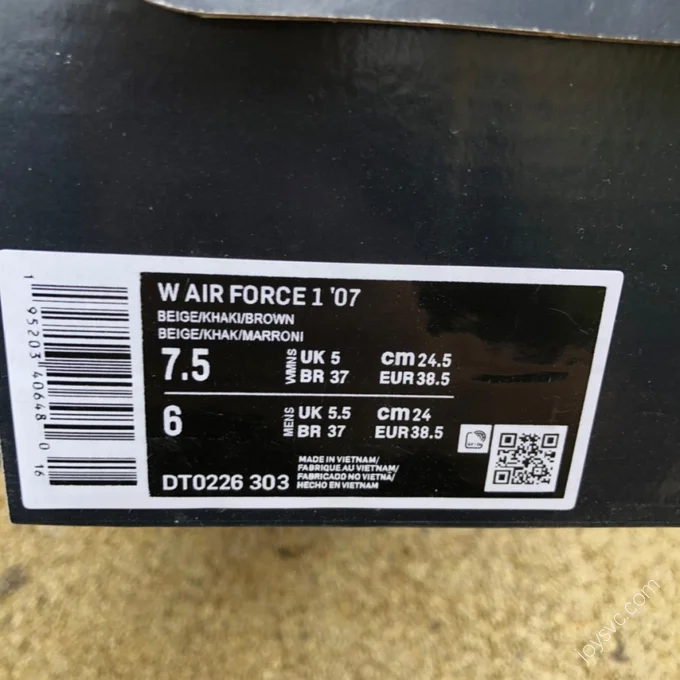 W AIR FORCE 1 '07
BEIGE/KHAKI/BROWN
BEIGE/KHAK/MARRONI
7.5 WMNS UK 5 cm 24.5
BR 37 EUR 38.5
6 MENS UK 5.5 cm 24
BR 37 EUR 38.5
DT0226 303
MADE IN VIETNAM/
FABRIQUE AU VIETNAM/
FABRICADO NO VIETNÃ/
HECHO EN VIETNAM
1 95203 40648 0 16
joysvc.com